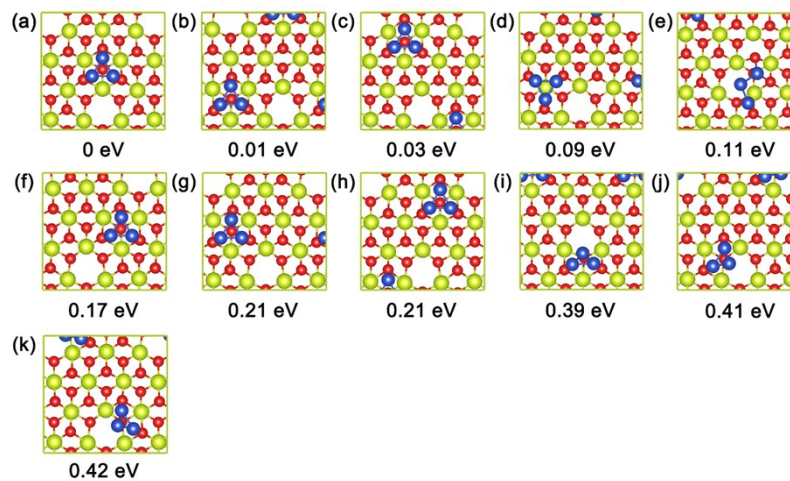 (a) (b) (c) (d) (e)
0 eV 0.01 eV 0.03 eV 0.09 eV 0.11 eV
(f) (g) (h) (i) (j)
0.17 eV 0.21 eV 0.21 eV 0.39 eV 0.41 eV
(k)
0.42 eV